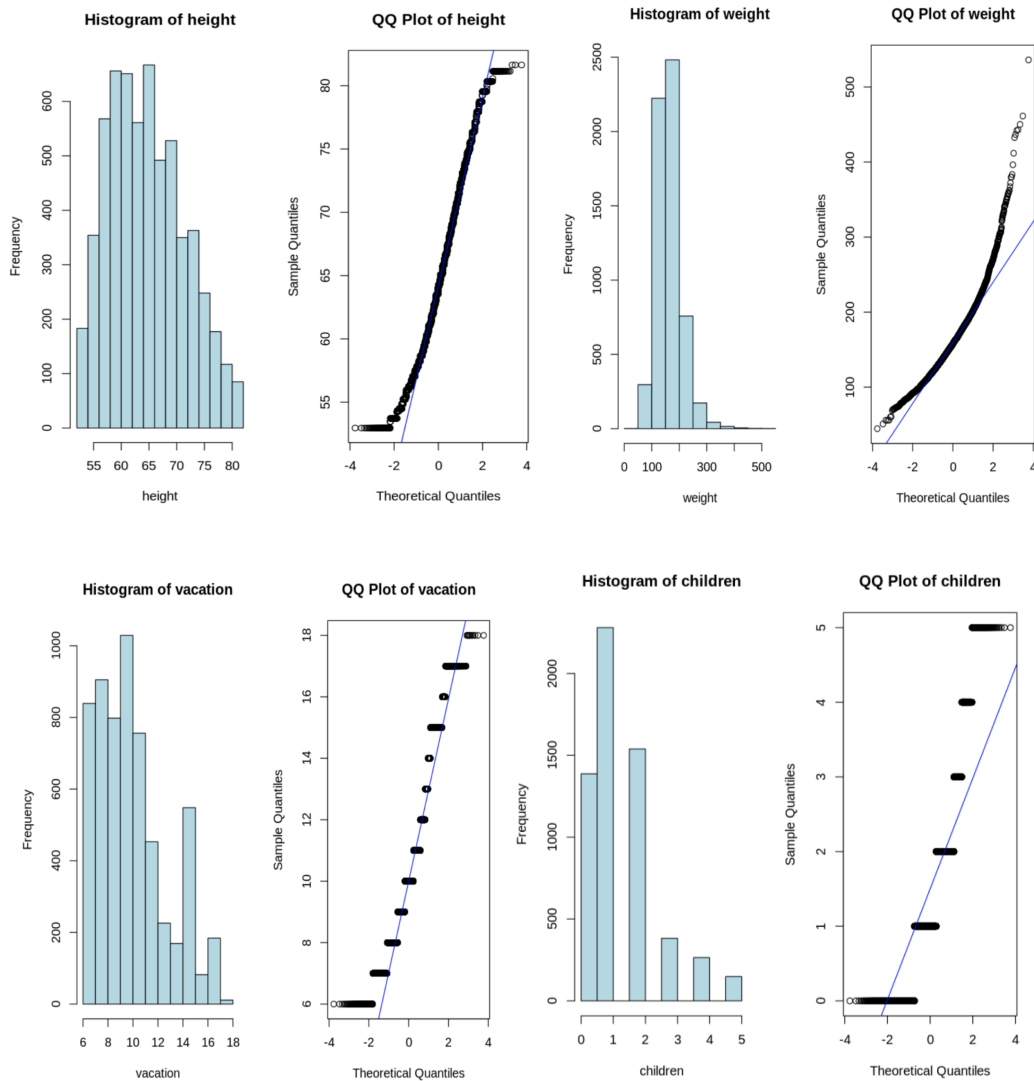 Histogram of height
Frequency
0 100 200 300 400 500 600
55 60 65 70 75 80
height
QQ Plot of height
Sample Quantiles
55 60 65 75 80
-4 -2 0 2 4
Theoretical Quantiles
Histogram of weight
Frequency
0 500 1500 2000 2500
0 100 300 500
weight
QQ Plot of weight
Sample Quantiles
100 200 300 400 500
-4 -2 0 2 4
Theoretical Quantiles
Histogram of vacation
Frequency
0 200 400 600 800 1000
6 8 10 12 14 16 18
vacation
QQ Plot of vacation
Sample Quantiles
6 8 10 12 14 16 18
-4 -2 0 2 4
Theoretical Quantiles
Histogram of children
Frequency
0 500 1000 1500 2000
0 1 2 3 4 5
children
QQ Plot of children
Sample Quantiles
0 1 2 3 4 5
-4 -2 0 2 4
Theoretical Quantiles